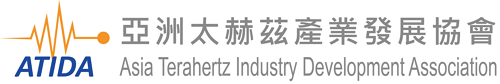 ATIDA
亞洲太赫茲產業發展協會
Asia Terahertz Industry Development Association